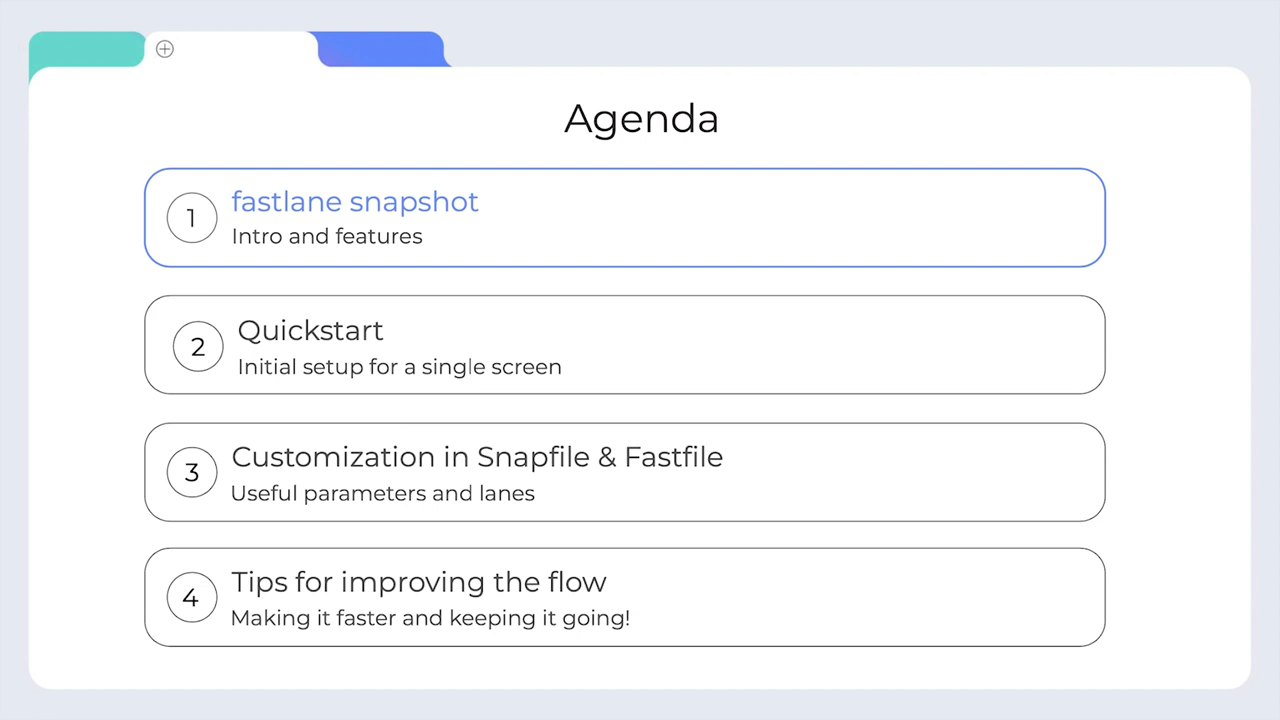 Agenda
1
fastlane snapshot
Intro and features
2
Quickstart
Initial setup for a single screen
3
Customization in Snapfile & Fastfile
Useful parameters and lanes
4
Tips for improving the flow
Making it faster and keeping it going!